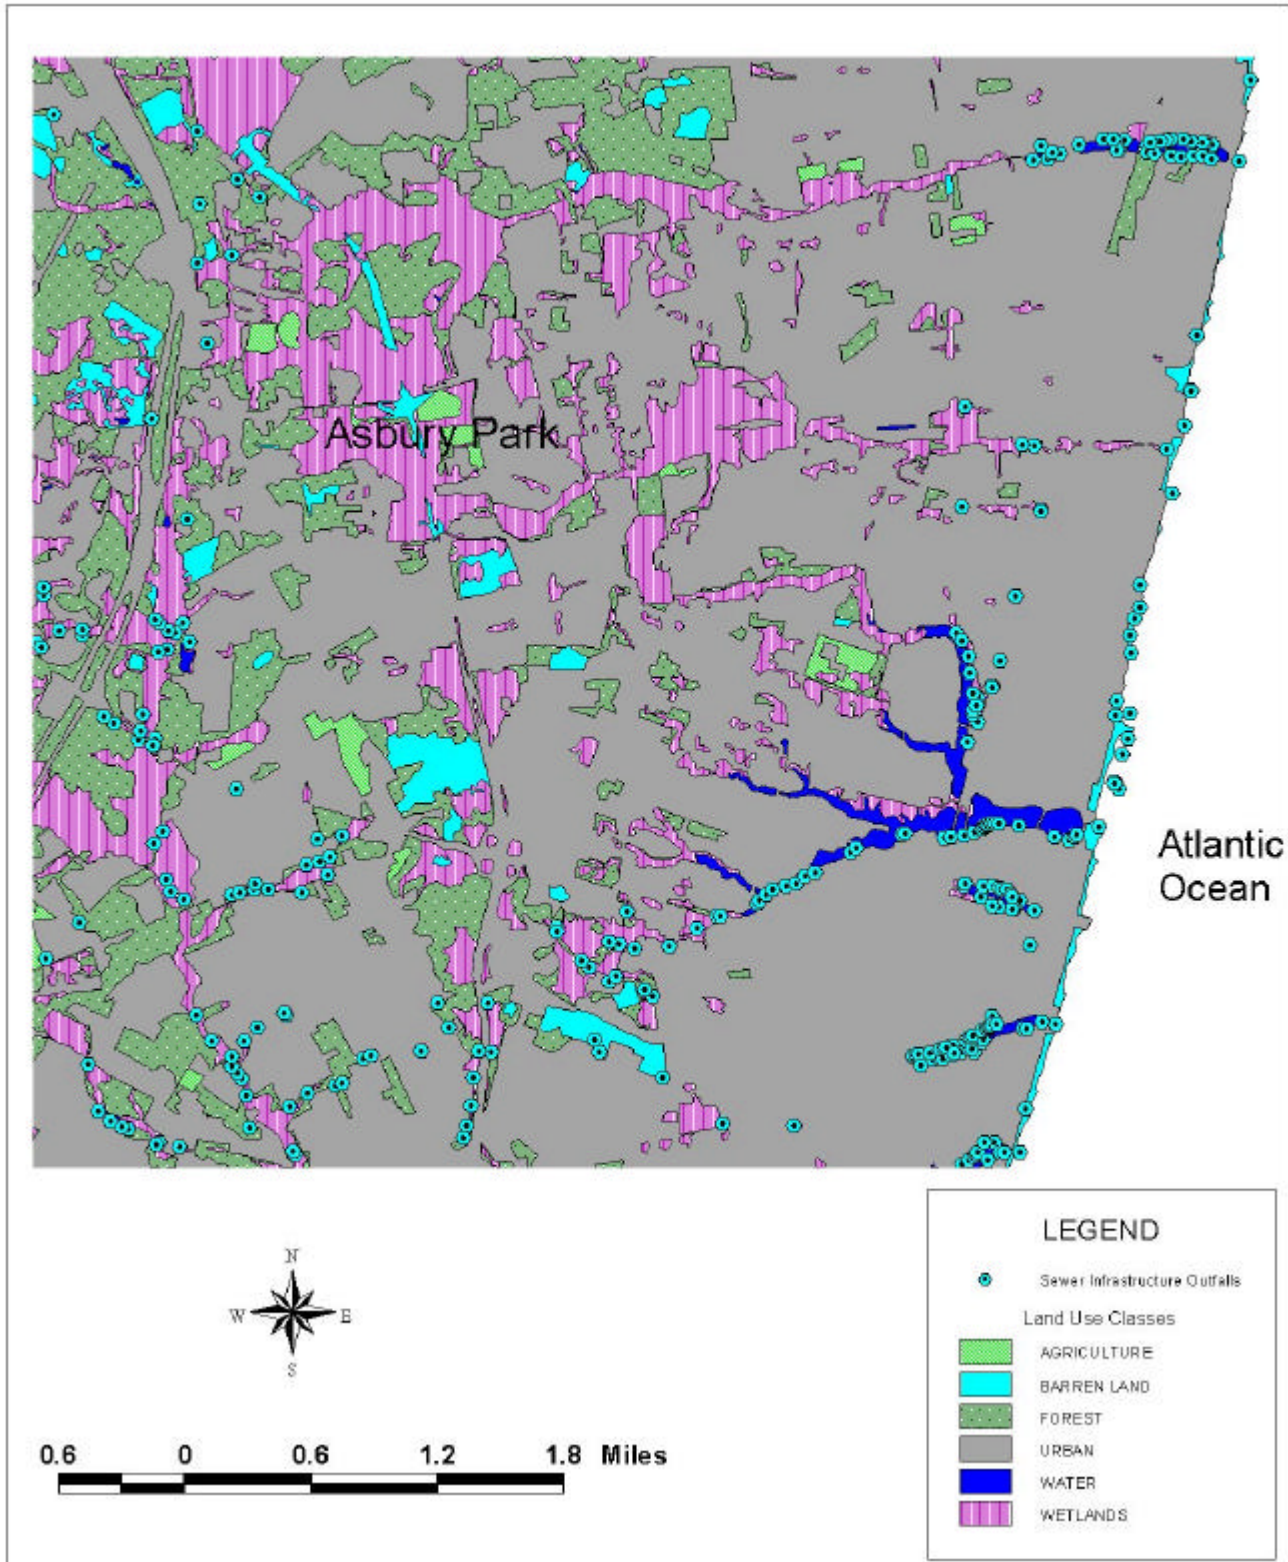 Asbury Park
Atlantic
Ocean
N
W E
S
0.6 0 0.6 1.2 1.8 Miles
LEGEND
Sewer Infrastructure Outfalls
Land Use Classes
AGRICULTURE
BARREN LAND
FOREST
URBAN
WATER
WETLANDS